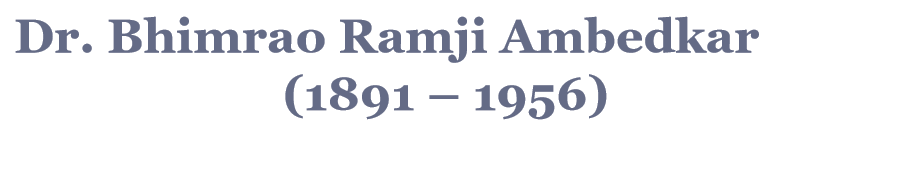 Dr. Bhimrao Ramji Ambedkar
(1891 – 1956)